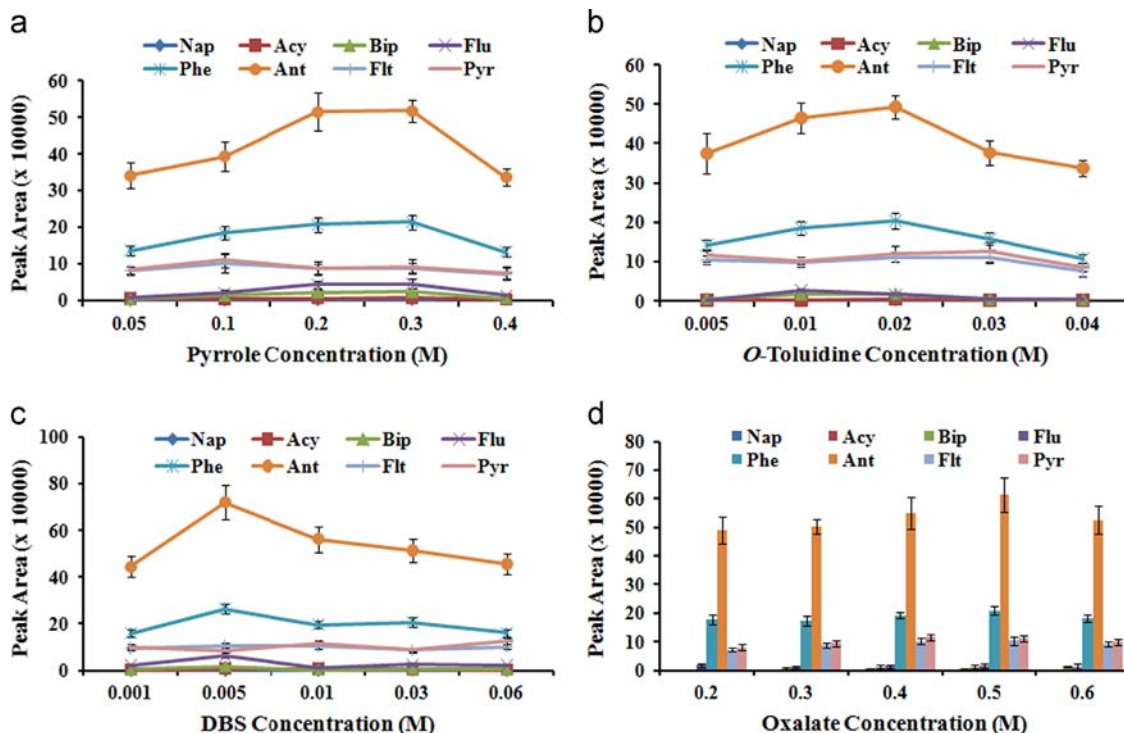 a
Nap Acy Bip Flu
Phe Ant Flt Pyr
Peak Area (x 10000)
60
50
40
30
20
10
0
0.05 0.1 0.2 0.3 0.4
Pyrrole Concentration (M)
b
Nap Acy Bip Flu
Phe Ant Flt Pyr
Peak Area (x 10000)
60
50
40
30
20
10
0
0.005 0.01 0.02 0.03 0.04
O-Toluidine Concentration (M)
c
Nap Acy Bip Flu
Phe Ant Flt Pyr
Peak Area (x 10000)
100
80
60
40
20
0
0.001 0.005 0.01 0.03 0.06
DBS Concentration (M)
d
Nap Acy Bip Flu
Phe Ant Flt Pyr
Peak Area (x 10000)
80
70
60
50
40
30
20
10
0
0.2 0.3 0.4 0.5 0.6
Oxalate Concentration (M)